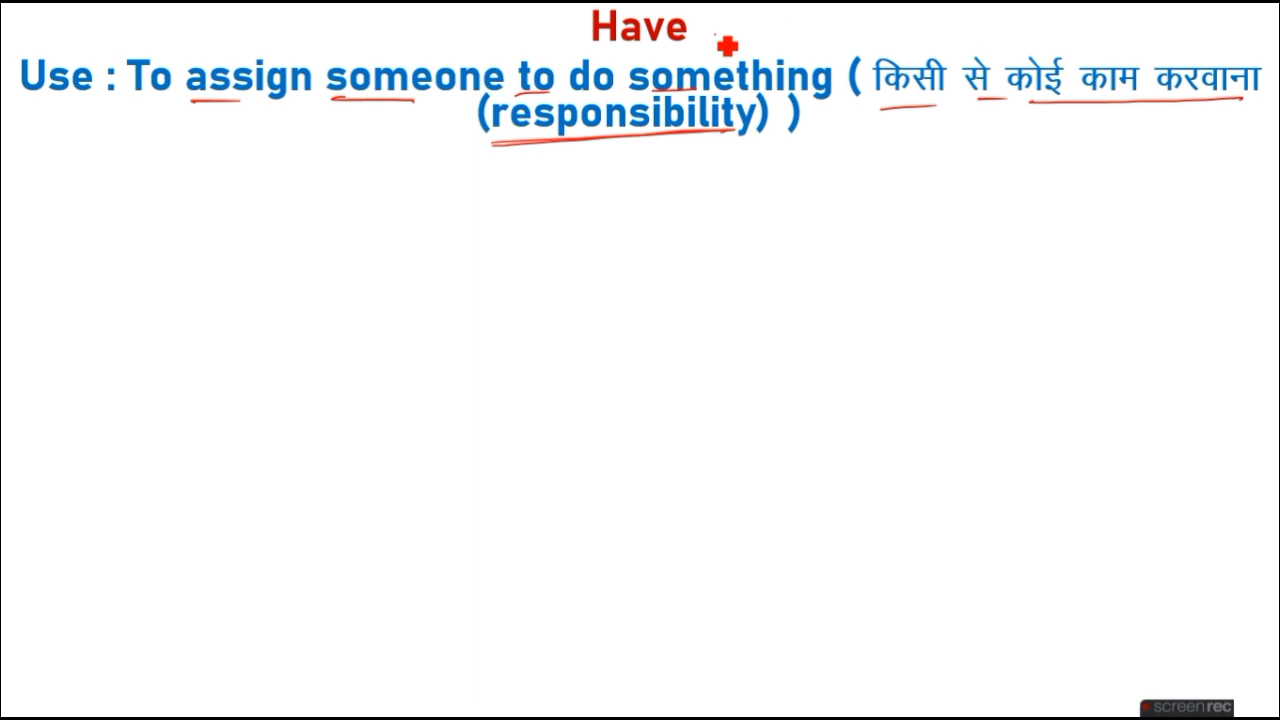 Have
Use : To assign someone to do something ( किसी से कोई काम करवाना
(responsibility) )
screenrec